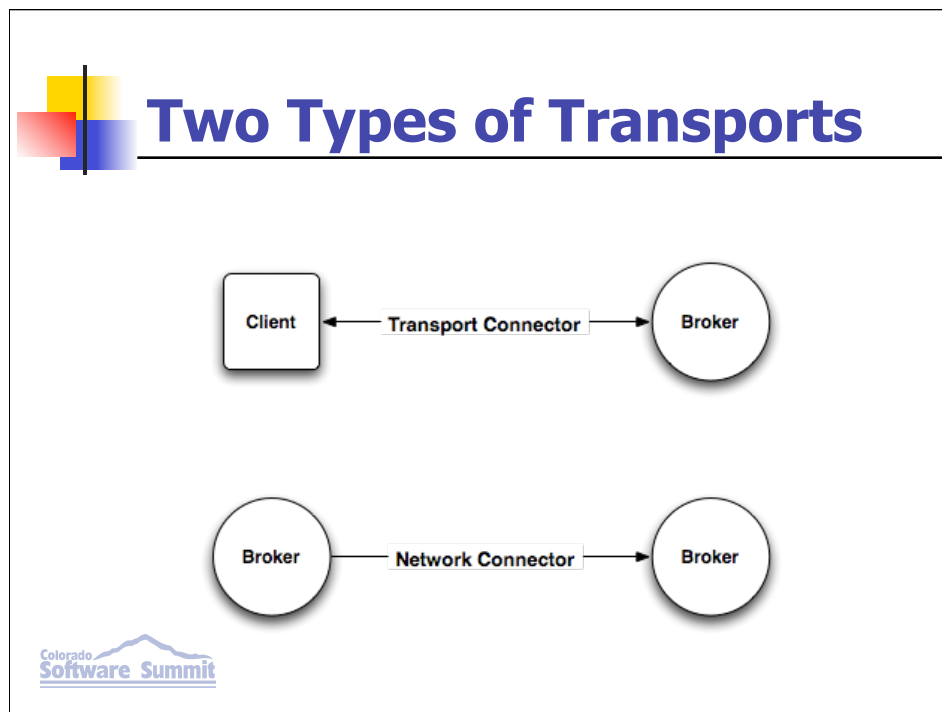 Two Types of Transports
Client
Transport Connector
Broker
Broker
Network Connector
Broker
Colorado
Software Summit